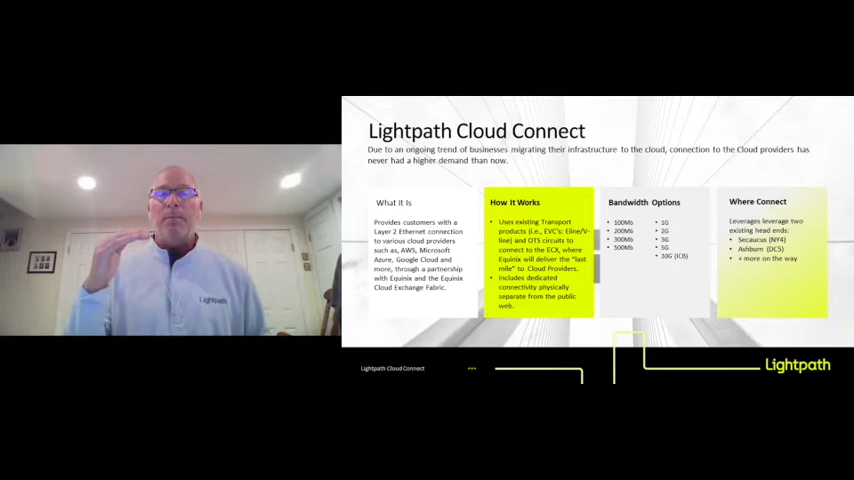 Lightpath Cloud Connect
Due to an ongoing trend of businesses migrating their infrastructure to the cloud, connection to the Cloud providers has
never had a higher demand than now.
What It Is
Provides customers with a
Layer 2 Ethernet connection
to various cloud providers
such as, AWS, Microsoft
Azure, Google Cloud and
more, through a partnership
with Equinix and the Equinix
Cloud Exchange Fabric.
How It Works
• Uses existing Transport
products (i.e., EVC's: Eline/V-
line) and OTS circuits to
connect to the ECX, where
Equinix will deliver the "last
mile" to Cloud Providers.
• Includes dedicated
connectivity physically
separate from the public
web.
Bandwidth Options
• 100Mb
• 200Mb
• 300Mb
• 500Mb
• 1G
• 2G
• 3G
• 5G
• 10G (ICB)
Where Connect
Leverages leverage two
existing head ends:
• Secaucus (NY4)
• Ashburn (DC5)
• + more on the way
Lightpath
Lightpath Cloud Connect
Lightpath